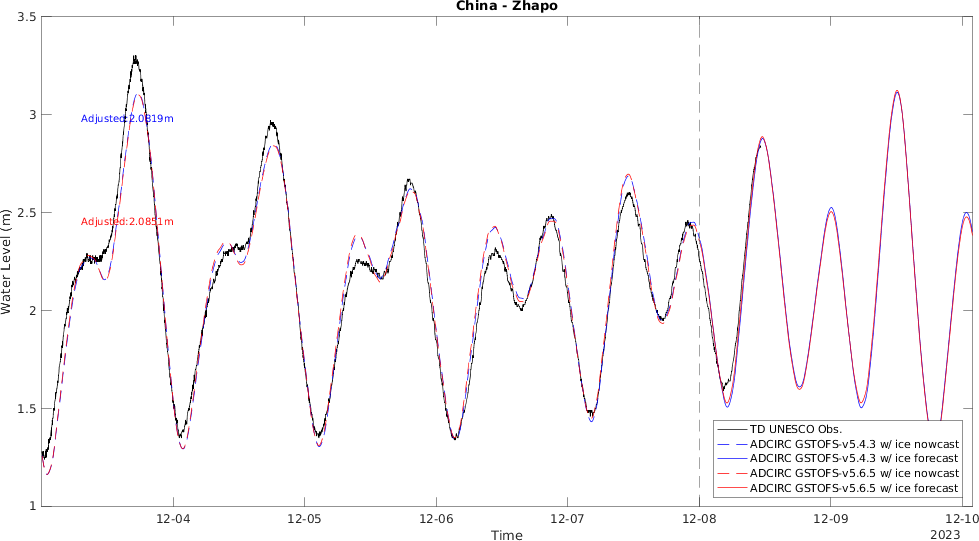 China - Zhapo
3.5
3
2.5
2
1.5
1
Water Level (m)
Adjusted:2.0819m
Adjusted:2.0851m
12-04
12-05
12-06
12-07
12-08
12-09
12-10
2023
Time
TD UNESCO Obs.
ADCIRC GSTOFS-v5.4.3 w/ ice nowcast
ADCIRC GSTOFS-v5.4.3 w/ ice forecast
ADCIRC GSTOFS-v5.6.5 w/ ice nowcast
ADCIRC GSTOFS-v5.6.5 w/ ice forecast